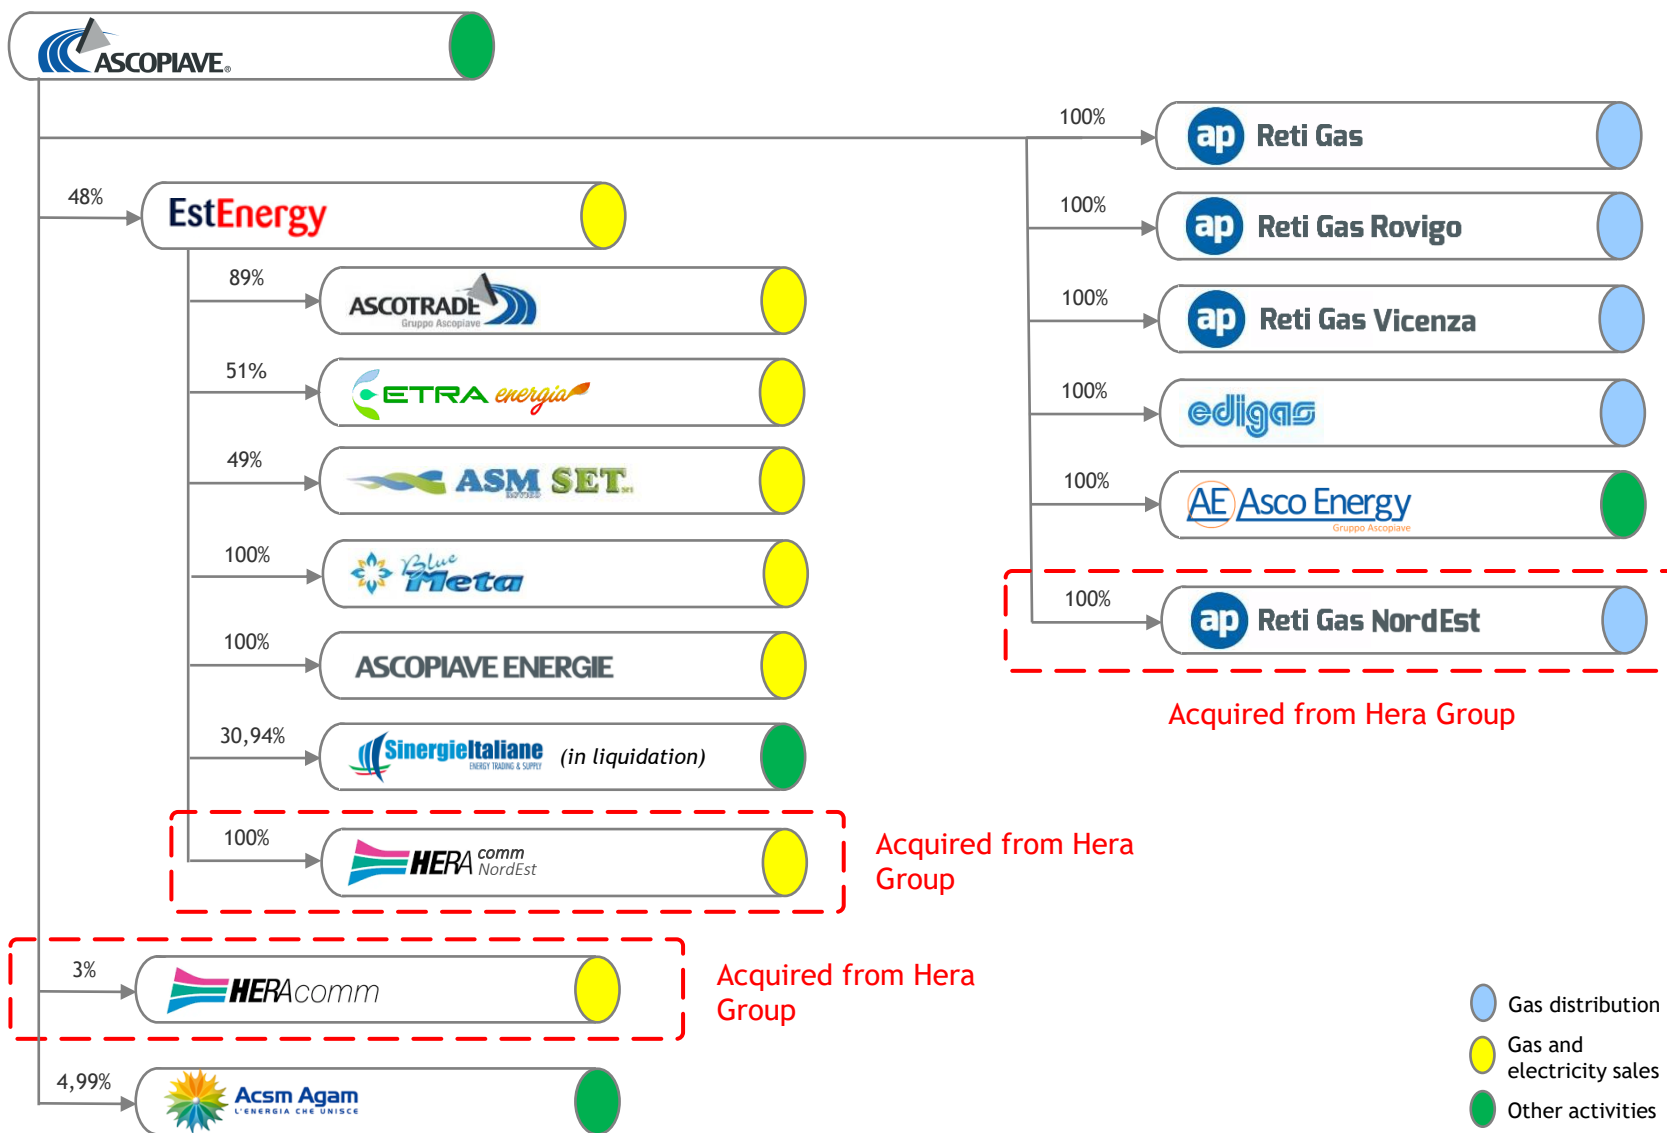 ASCOPIAVE®
48%
EstEnergy
89%
ASCOTRADE
Gruppo Ascopiave
51%
ETRA energia
49%
ASM SET
ROVIGO
100%
Blue
Meta
100%
ASCOPIAVE ENERGIE
30,94%
SinergieItaliane
ENERGY TRADING & SUPPLY
(in liquidation)
100%
HERA comm
NordEst
Acquired from Hera
Group
3%
HERAcomm
Acquired from Hera
Group
4,99%
Acsm Agam
L'ENERGIA CHE UNISCE
100%
ap Reti Gas
100%
ap Reti Gas Rovigo
100%
ap Reti Gas Vicenza
100%
edigas
100%
AE Asco Energy
Gruppo Ascopiave
100%
ap Reti Gas NordEst
Acquired from Hera Group
Gas distribution
Gas and
electricity sales
Other activities